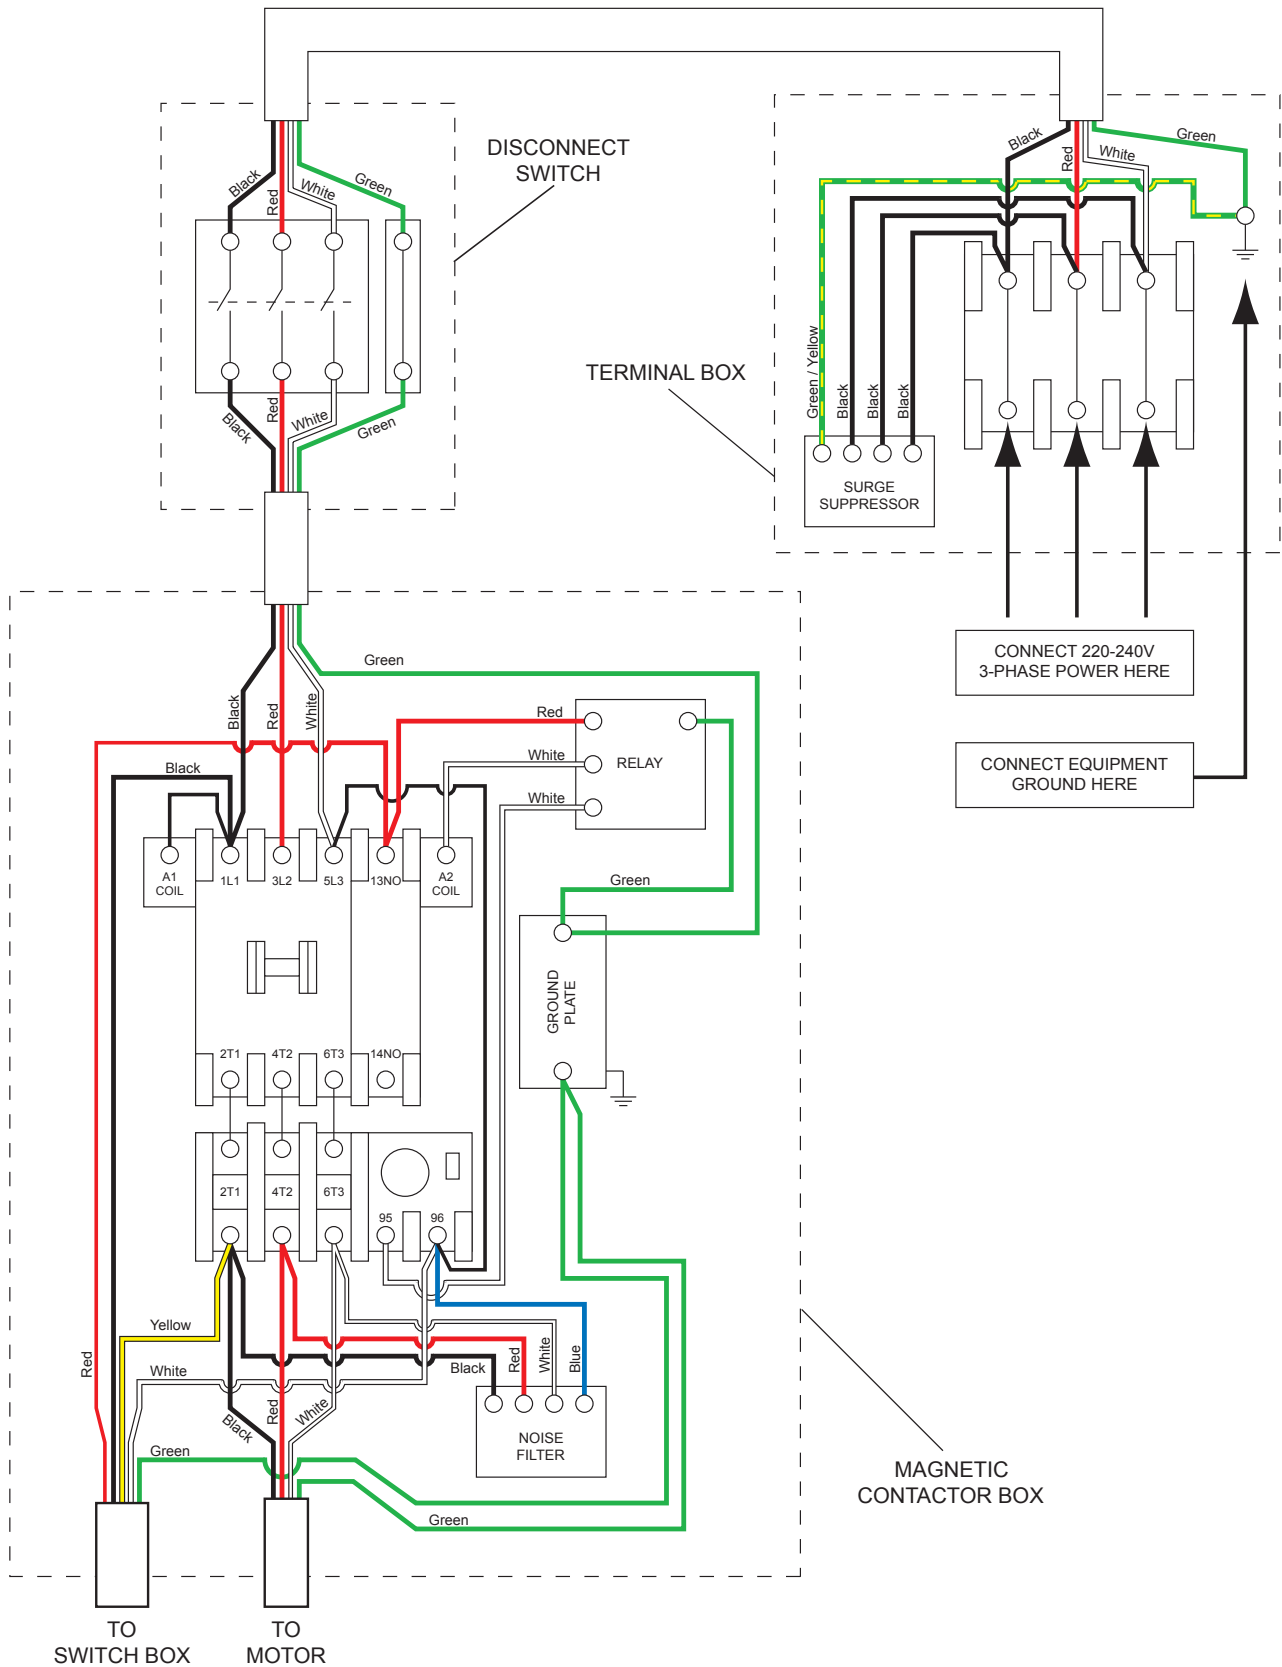 DISCONNECT
SWITCH
Black
Red
White
Green
Black
Red
White
Green
Black
Red
White
Green
TERMINAL BOX
Green / Yellow
Black
Black
Black
SURGE
SUPPRESSOR
CONNECT 220-240V
3-PHASE POWER HERE
CONNECT EQUIPMENT
GROUND HERE
Green
Black
Red
White
Red
White
White
RELAY
Black
A1
COIL
1L1
3L2
5L3
13NO
A2
COIL
Green
GROUND
PLATE
2T1
4T2
6T3
14NO
2T1
4T2
6T3
95
96
Yellow
Red
White
Black
Red
White
Blue
Black
Red
White
NOISE
FILTER
Green
Green
MAGNETIC
CONTACTOR BOX
TO
SWITCH BOX
TO
MOTOR